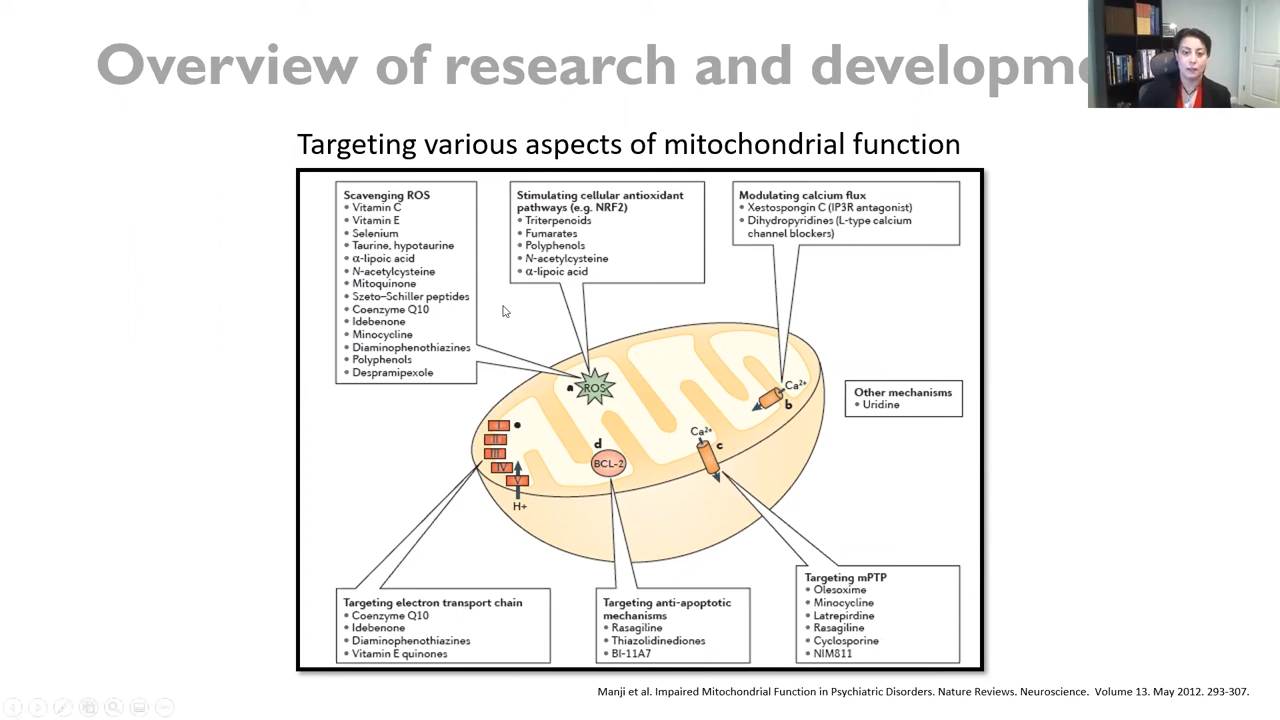 Overview of research and developme
Targeting various aspects of mitochondrial function
Scavenging ROS
• Vitamin C
• Vitamin E
• Selenium
• Taurine, hypotaurine
• α-lipoic acid
• N-acetylcysteine
• Mitoquinone
• Szeto–Schiller peptides
• Coenzyme Q10
• Idebenone
• Minocycline
• Diaminophenothiazines
• Polyphenols
• Despramipexole
Stimulating cellular antioxidant
pathways (e.g. NRF2)
• Triterpenoids
• Fumarates
• Polyphenols
• N-acetylcysteine
• α-lipoic acid
Modulating calcium flux
• Xestospongin C (IP3R antagonist)
• Dihydropyridines (L-type calcium
channel blockers)
a
ROS
Ca²⁺
b
Other mechanisms
• Uridine
I
II
III
IV
V
H+
d
BCL-2
Ca²⁺
c
Targeting electron transport chain
• Coenzyme Q10
• Idebenone
• Diaminophenothiazines
• Vitamin E quinones
Targeting anti-apoptotic
mechanisms
• Rasagiline
• Thiazolidinediones
• BI-11A7
Targeting mPTP
• Olesoxime
• Minocycline
• Latrepirdine
• Rasagiline
• Cyclosporine
• NIM811
Manji et al. Impaired Mitochondrial Function in Psychiatric Disorders. Nature Reviews. Neuroscience. Volume 13. May 2012. 293-307.